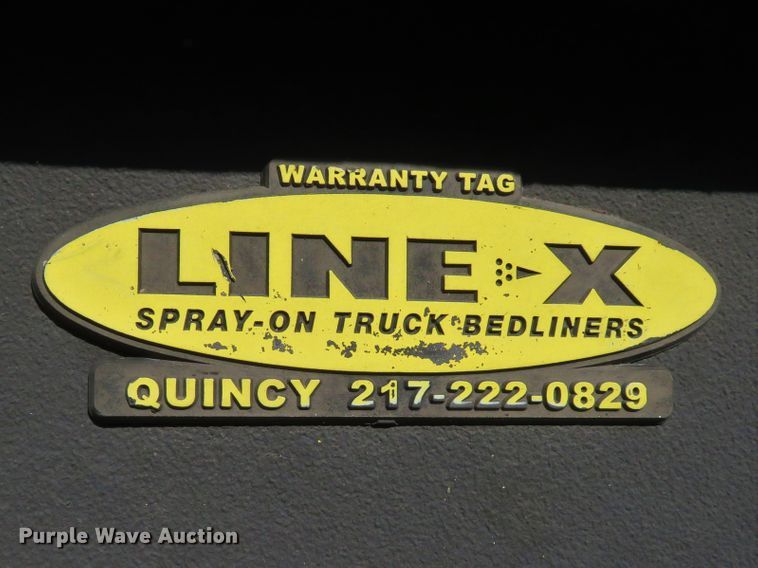 WARRANTY TAG
LINE-X
SPRAY-ON TRUCK BEDLINERS
QUINCY 217-222-0829
Purple Wave Auction